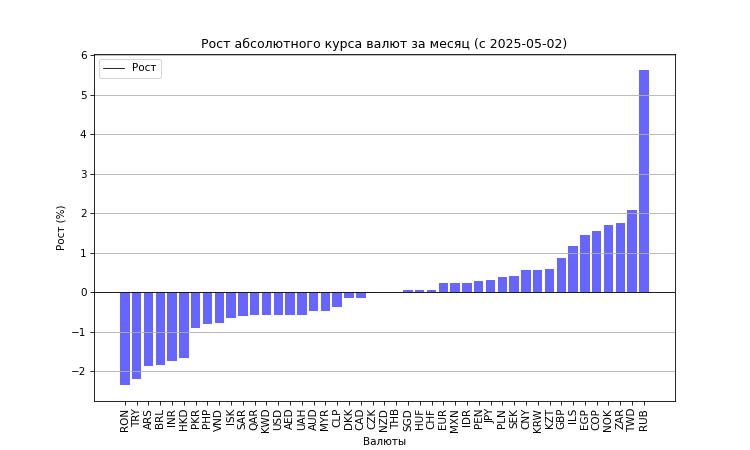 Рост абсолютного курса валют за месяц (с 2025-05-02)
Рост
6
5
4
3
2
1
0
−1
−2
Рост (%)
RON TRY ARS BRL INR HKD PKR PHP VND ISK SAR QAR KWD USD AED UAH AUD MYR CLP DKK CAD CZK NZD THB SGD HUF CHF EUR MXN IDR PEN JPY PLN SEK CNY KRW KZT GBP ILS EGP COP NOK ZAR TWD RUB
Валюты